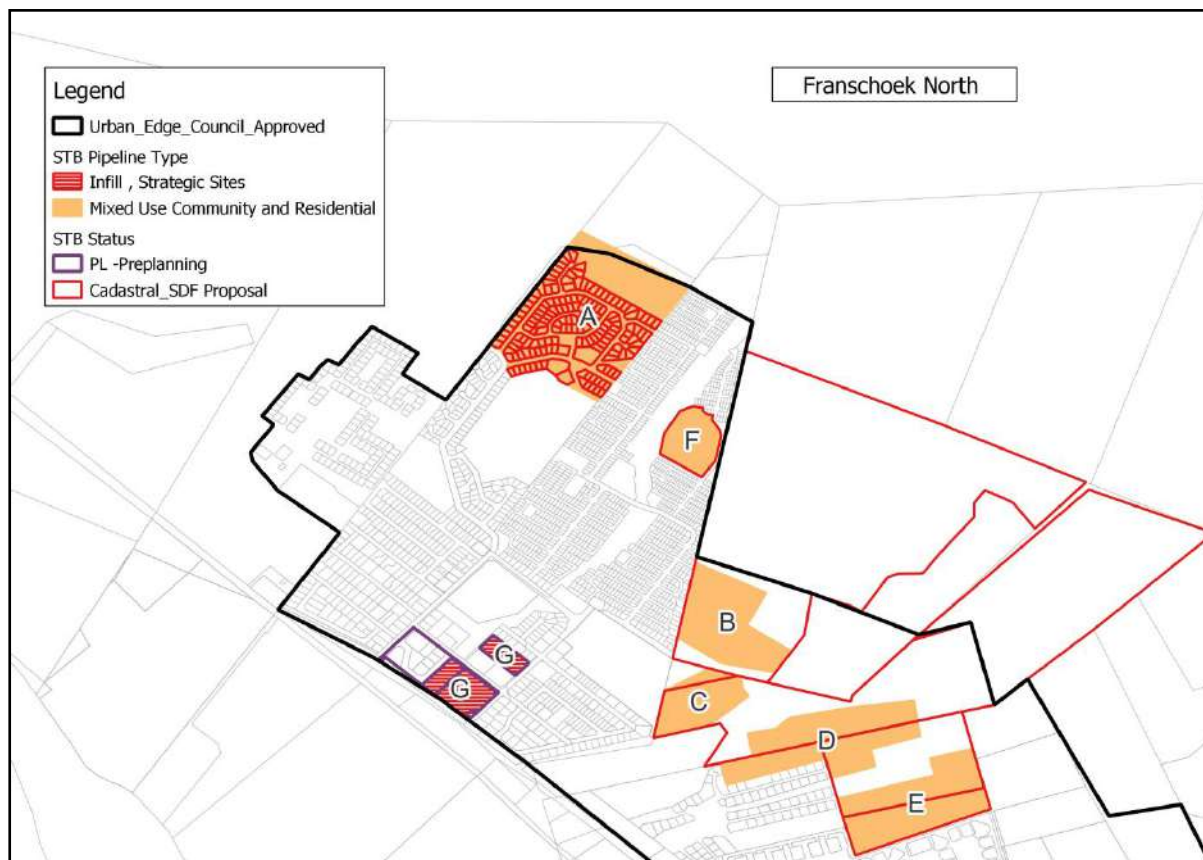 Franschoek North
Legend
Urban_Edge_Council_Approved
STB Pipeline Type
Infill , Strategic Sites
Mixed Use Community and Residential
STB Status
PL -Preplanning
Cadastral_SDF Proposal
A
F
B
G
G
C
D
E